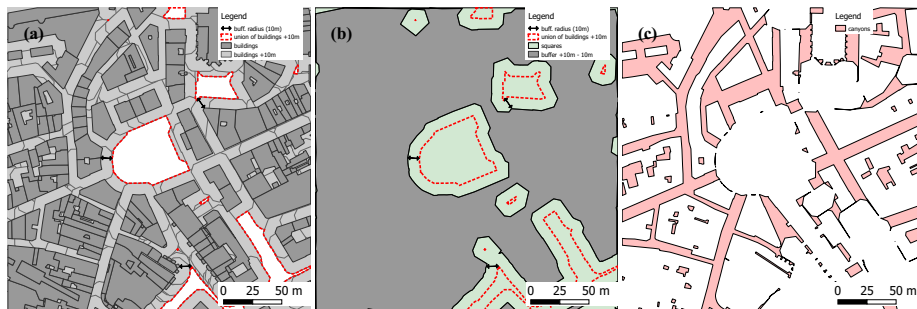 (a)
Legend
buff. radius (10m)
union of buildings +10m
buildings
buildings +10m
0 25 50 m
(b)
Legend
buff. radius (10m)
union of buildings +10m
squares
buffer +10m - 10m
0 25 50 m
(c)
Legend
canyons
0 25 50 m